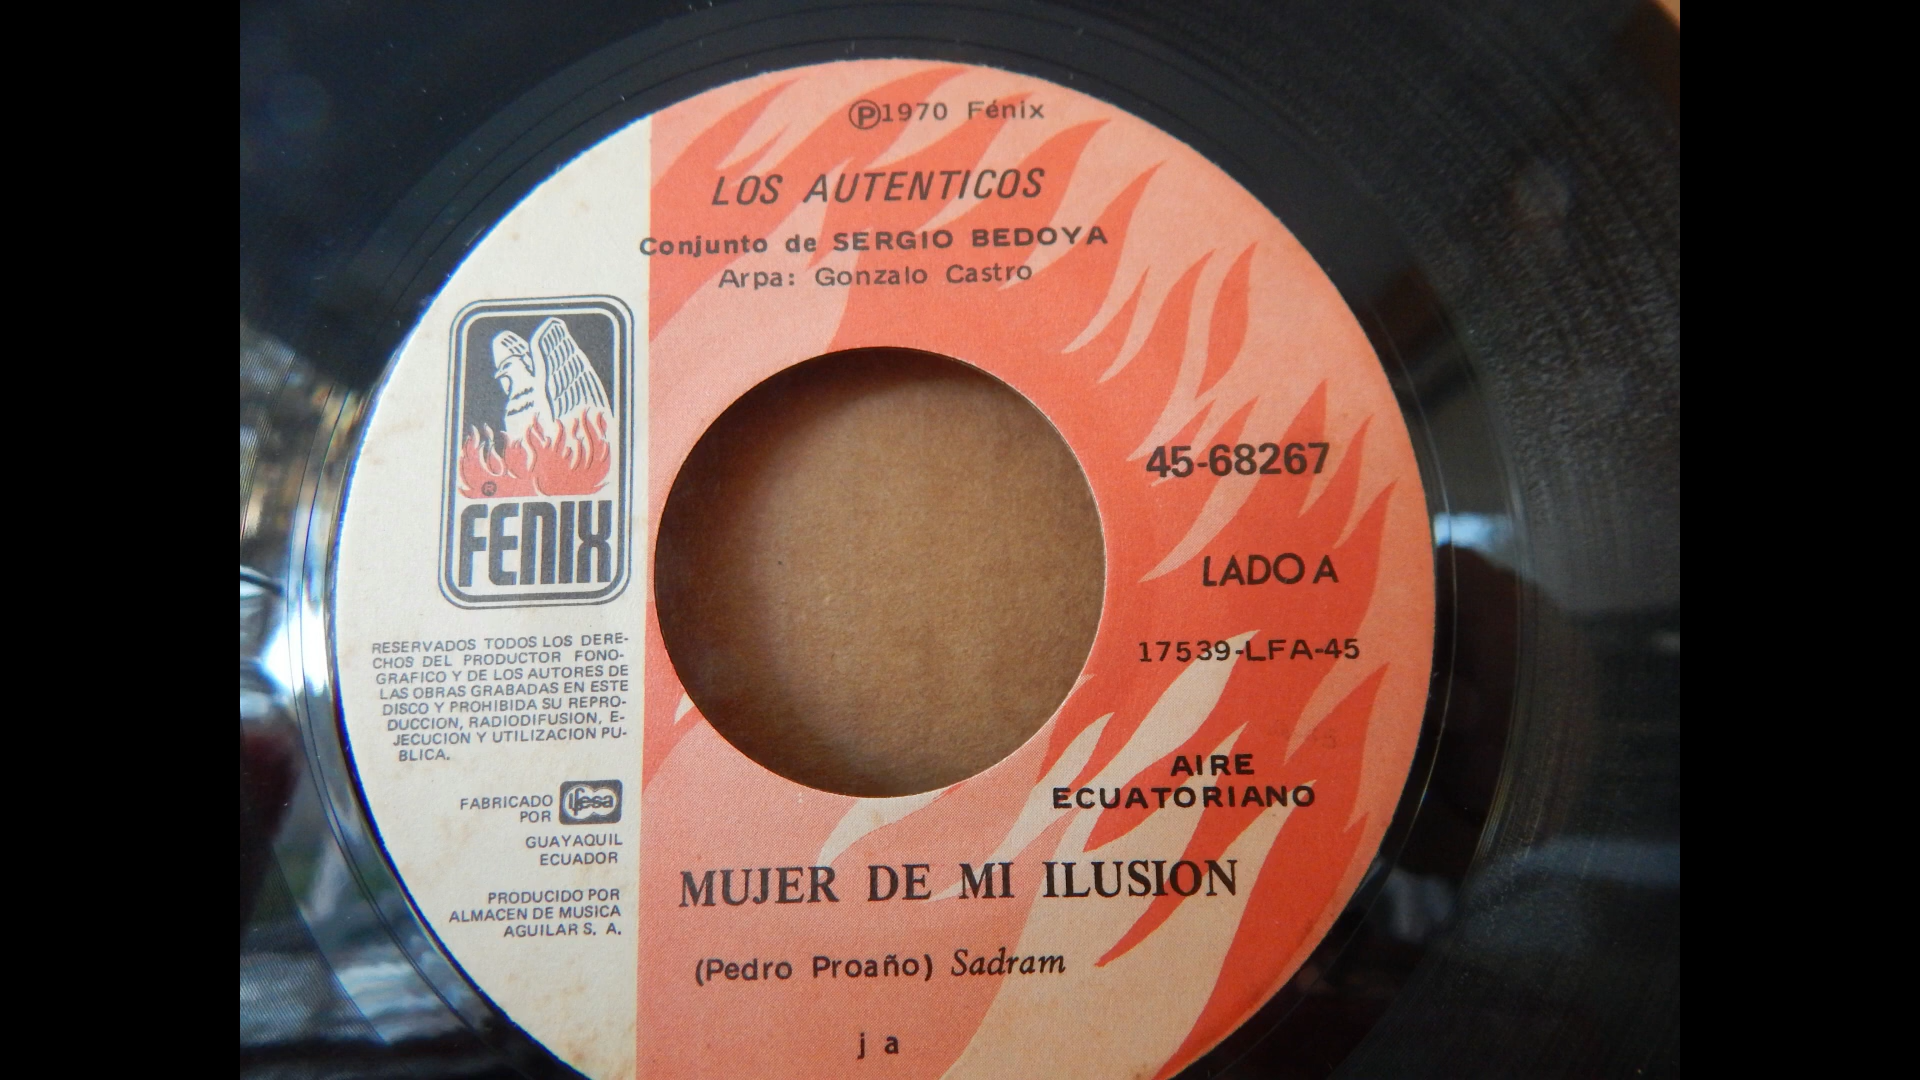 Ⓟ1970 Fénix
LOS AUTENTICOS
Conjunto de SERGIO BEDOYA
Arpa: Gonzalo Castro
®
FENIX
45-68267
LADO A
17539-LFA-45
RESERVADOS TODOS LOS DERE-
CHOS DEL PRODUCTOR FONO-
GRAFICO Y DE LOS AUTORES DE
LAS OBRAS GRABADAS EN ESTE
DISCO Y PROHIBIDA SU REPRO-
DUCCION, RADIODIFUSION, E-
JECUCION Y UTILIZACION PU-
BLICA.
FABRICADO
POR
ifesa
GUAYAQUIL
ECUADOR
PRODUCIDO POR
ALMACEN DE MUSICA
AGUILAR S. A.
AIRE
ECUATORIANO
MUJER DE MI ILUSION
(Pedro Proaño) Sadram
j a